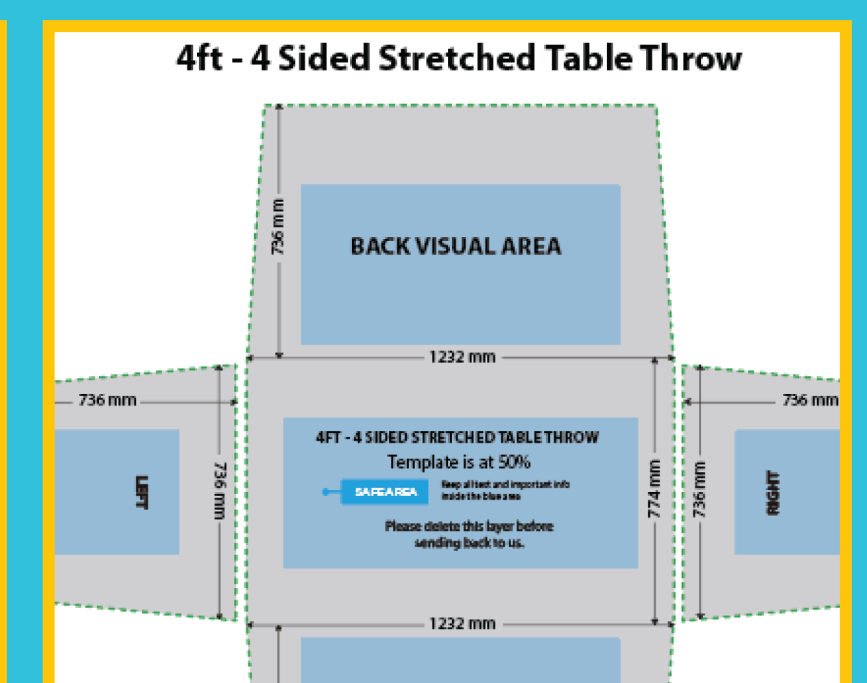 4ft - 4 Sided Stretched Table Throw
736 mm
BACK VISUAL AREA
1232 mm
736 mm
736 mm
LEFT
736 mm
4FT - 4 SIDED STRETCHED TABLE THROW
Template is at 50%
SAFE AREA
Keep all text and important info
inside the blue area
Please delete this layer before
sending back to us.
774 mm
736 mm
RIGHT
1232 mm